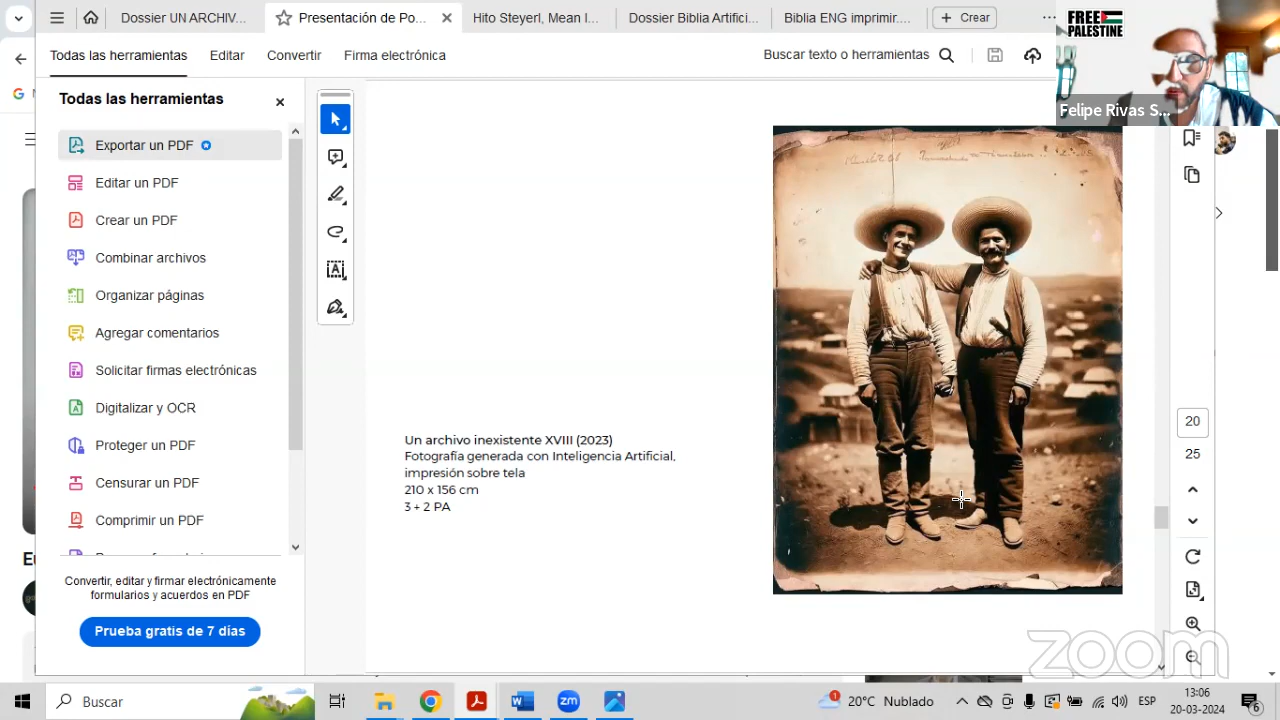 Dossier UN ARCHIV...
Presentación de Po...
Hito Steyerl, Mean I...
Dossier Biblia Artifici...
Biblia ENG imprimir....
Crear
FREE
PALESTINE
Todas las herramientas
Editar
Convertir
Firma electrónica
Buscar texto o herramientas
Felipe Rivas S...
Todas las herramientas
Exportar un PDF
Editar un PDF
Crear un PDF
Combinar archivos
Organizar páginas
Agregar comentarios
Solicitar firmas electrónicas
Digitalizar y OCR
Proteger un PDF
Censurar un PDF
Comprimir un PDF
Convertir, editar y firmar electrónicamente
formularios y acuerdos en PDF
Prueba gratis de 7 días
Un archivo inexistente XVIII (2023)
Fotografía generada con Inteligencia Artificial,
impresión sobre tela
210 x 156 cm
3 + 2 PA
20
25
zoom
Buscar
1
20°C Nublado
ESP
13:06
20-03-2024
6